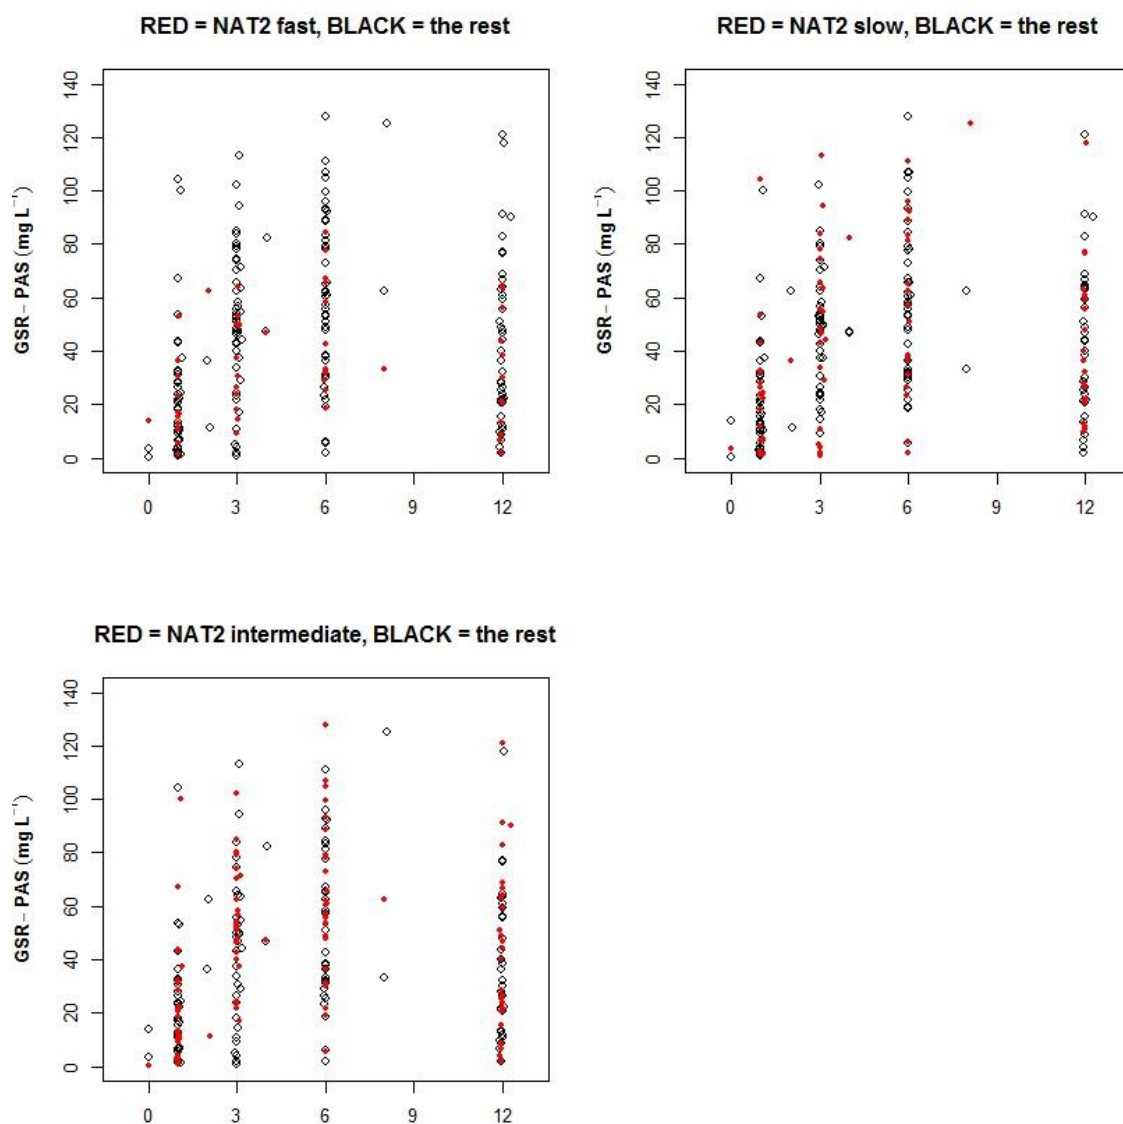 RED = NAT2 fast, BLACK = the rest
GSR – PAS (mg L⁻¹)
140
120
100
80
60
40
20
0
0 3 6 9 12
RED = NAT2 slow, BLACK = the rest
GSR – PAS (mg L⁻¹)
140
120
100
80
60
40
20
0
0 3 6 9 12
RED = NAT2 intermediate, BLACK = the rest
GSR – PAS (mg L⁻¹)
140
120
100
80
60
40
20
0
0 3 6 9 12